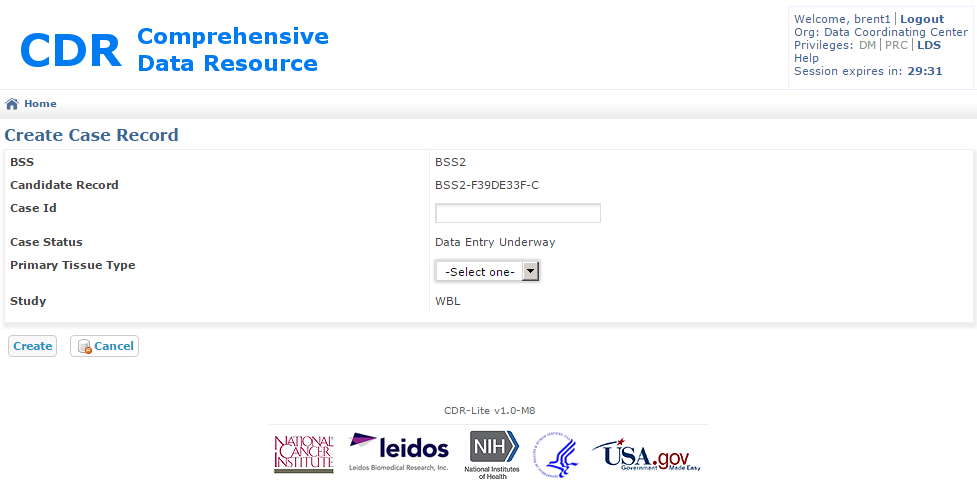 CDR
Comprehensive
Data Resource
Welcome, brent1 | Logout
Org: Data Coordinating Center
Privileges: DM | PRC | LDS
Help
Session expires in: 29:31
Home
Create Case Record
BSS BSS2
Candidate Record BSS2-F39DE33F-C
Case Id
Case Status Data Entry Underway
Primary Tissue Type -Select one-
Study WBL
Create Cancel
CDR-Lite v1.0-M8
NATIONAL
CANCER
INSTITUTE
leidos
Leidos Biomedical Research, Inc.
NIH
National Institutes
of Health
USA.gov
Government Made Easy